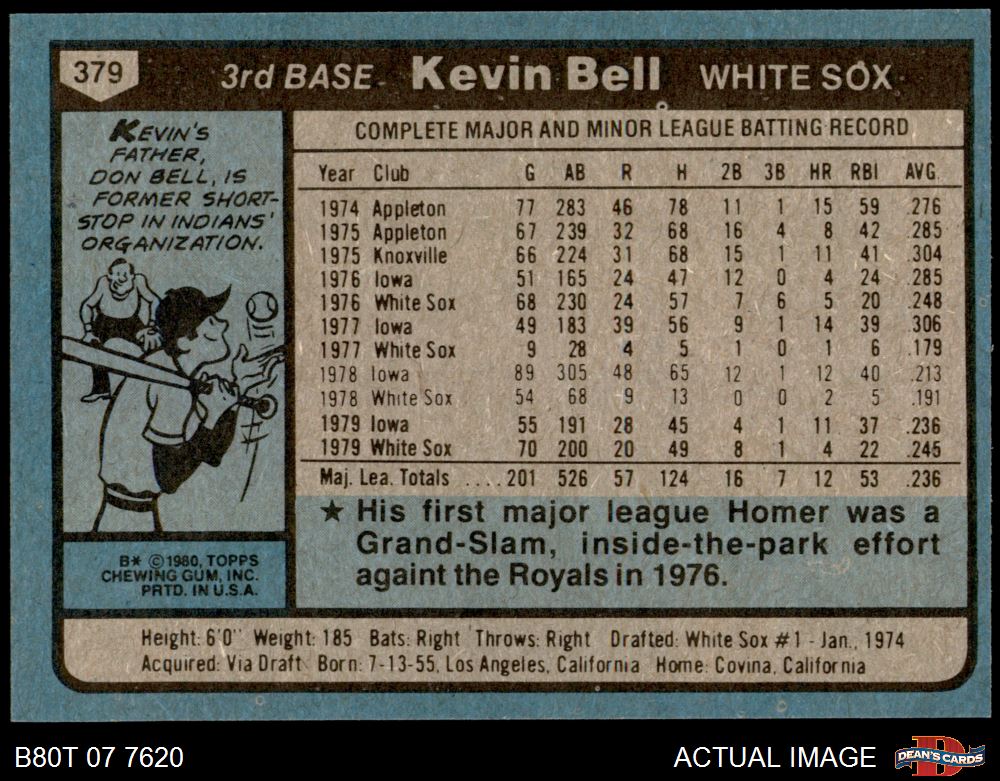 379 3rd BASE Kevin Bell WHITE SOX
KEVIN'S
FATHER,
DON BELL, IS
FORMER SHORT-
STOP IN INDIANS'
ORGANIZATION.
B* ©1980, TOPPS
CHEWING GUM, INC.
PRTD. IN U.S.A.
COMPLETE MAJOR AND MINOR LEAGUE BATTING RECORD
Year Club G AB R H 2B 3B HR RBI AVG.
1974 Appleton 77 283 46 78 11 1 15 59 .276
1975 Appleton 67 239 32 68 16 4 8 42 .285
1975 Knoxville 66 224 31 68 15 1 11 41 .304
1976 Iowa 51 165 24 47 12 0 4 24 .285
1976 White Sox 68 230 24 57 7 6 5 20 .248
1977 Iowa 49 183 39 56 9 1 14 39 .306
1977 White Sox 9 28 4 5 1 0 1 6 .179
1978 Iowa 89 305 48 65 12 1 12 40 .213
1978 White Sox 54 68 9 13 0 0 2 5 .191
1979 Iowa 55 191 28 45 4 1 11 37 .236
1979 White Sox 70 200 20 49 8 1 4 22 .245
Maj. Lea. Totals ....201 526 57 124 16 7 12 53 .236
★ His first major league Homer was a
Grand-Slam, inside-the-park effort
againt the Royals in 1976.
Height: 6'0" Weight: 185 Bats: Right Throws: Right Drafted: White Sox #1 - Jan., 1974
Acquired: Via Draft Born: 7-13-55, Los Angeles, California Home: Covina, California
B80T 07 7620 ACTUAL IMAGE D DEAN'S CARDS